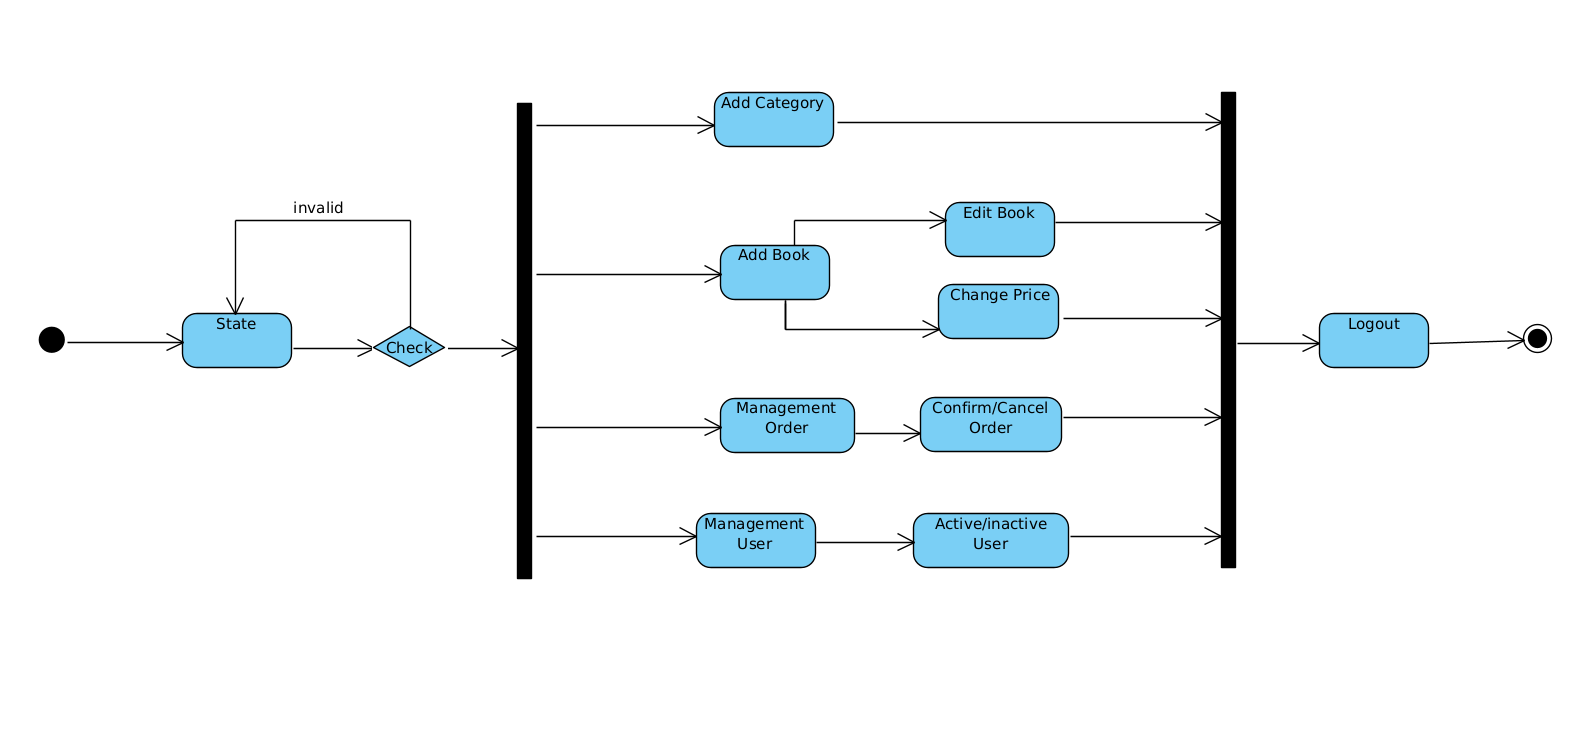 invalid
State
Check
Add Category
Add Book
Edit Book
Change Price
Management
Order
Confirm/Cancel
Order
Management
User
Active/inactive
User
Logout